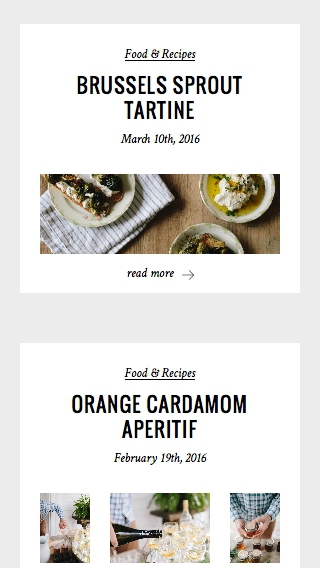 Food & Recipes
BRUSSELS SPROUT
TARTINE
March 10th, 2016
read more →
Food & Recipes
ORANGE CARDAMOM
APERITIF
February 19th, 2016